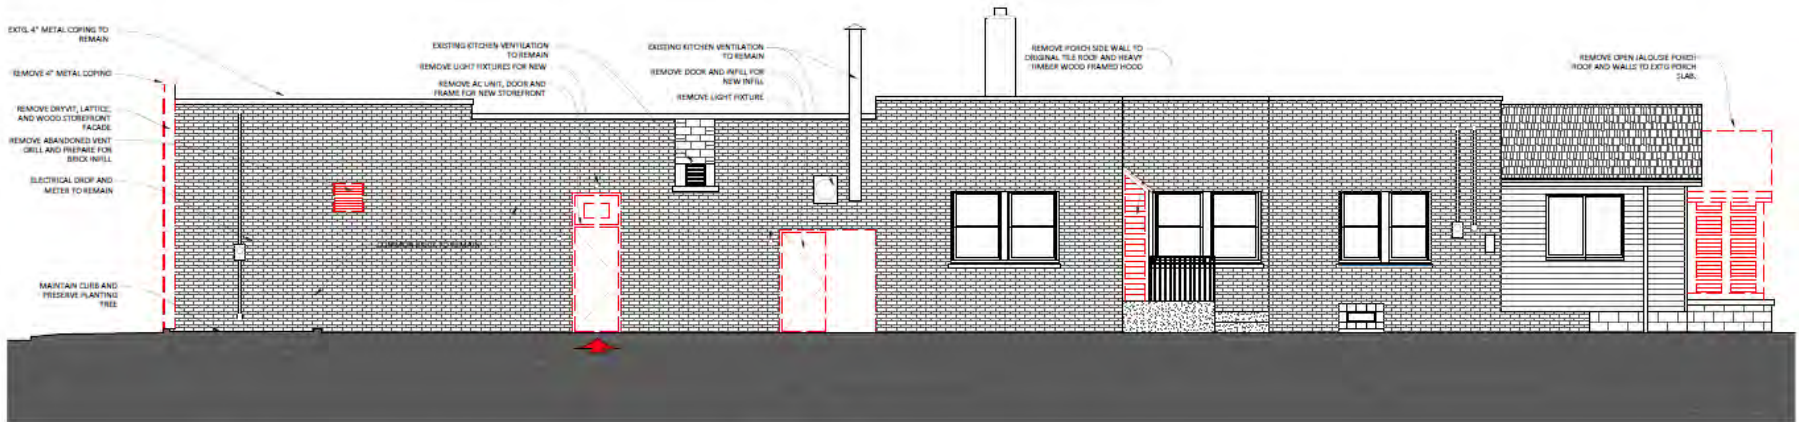 EXTG. 4" METAL COPING TO
REMAIN
REMOVE 4" METAL COPING
REMOVE DRYVIT, LATTICE,
AND WOOD STOREFRONT
FACADE
REMOVE ABANDONED VENT
GRILL AND PREPARE FOR
BRICK INFILL
ELECTRICAL DROP AND
METER TO REMAIN
MAINTAIN CURB AND
PRESERVE PLANTING
TREE
EXISTING KITCHEN VENTILATION
TO REMAIN
REMOVE LIGHT FIXTURES FOR NEW
REMOVE AC UNIT, DOOR AND
FRAME FOR NEW STOREFRONT
COMMON BRICK TO REMAIN
EXISTING KITCHEN VENTILATION
TO REMAIN
REMOVE DOOR AND INFILL FOR
NEW INFILL
REMOVE LIGHT FIXTURE
REMOVE PORCH SIDE WALL TO
ORIGINAL TILE ROOF AND HEAVY
TIMBER WOOD FRAMED HOOD
REMOVE OPEN JALOUSIE PORCH
ROOF AND WALLS TO EXTG PORCH
SLAB.